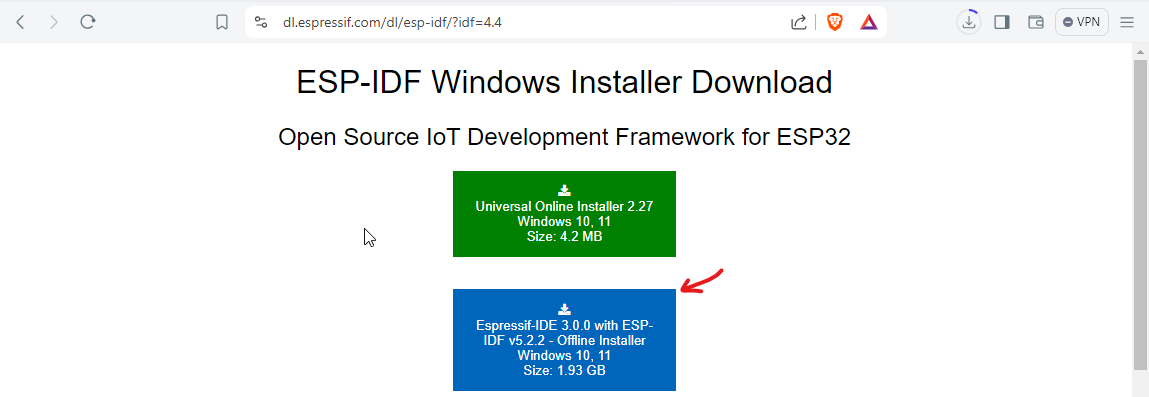 dl.espressif.com/dl/esp-idf/?idf=4.4
VPN
ESP-IDF Windows Installer Download
Open Source IoT Development Framework for ESP32
Universal Online Installer 2.27
Windows 10, 11
Size: 4.2 MB
Espressif-IDE 3.0.0 with ESP-
IDF v5.2.2 - Offline Installer
Windows 10, 11
Size: 1.93 GB